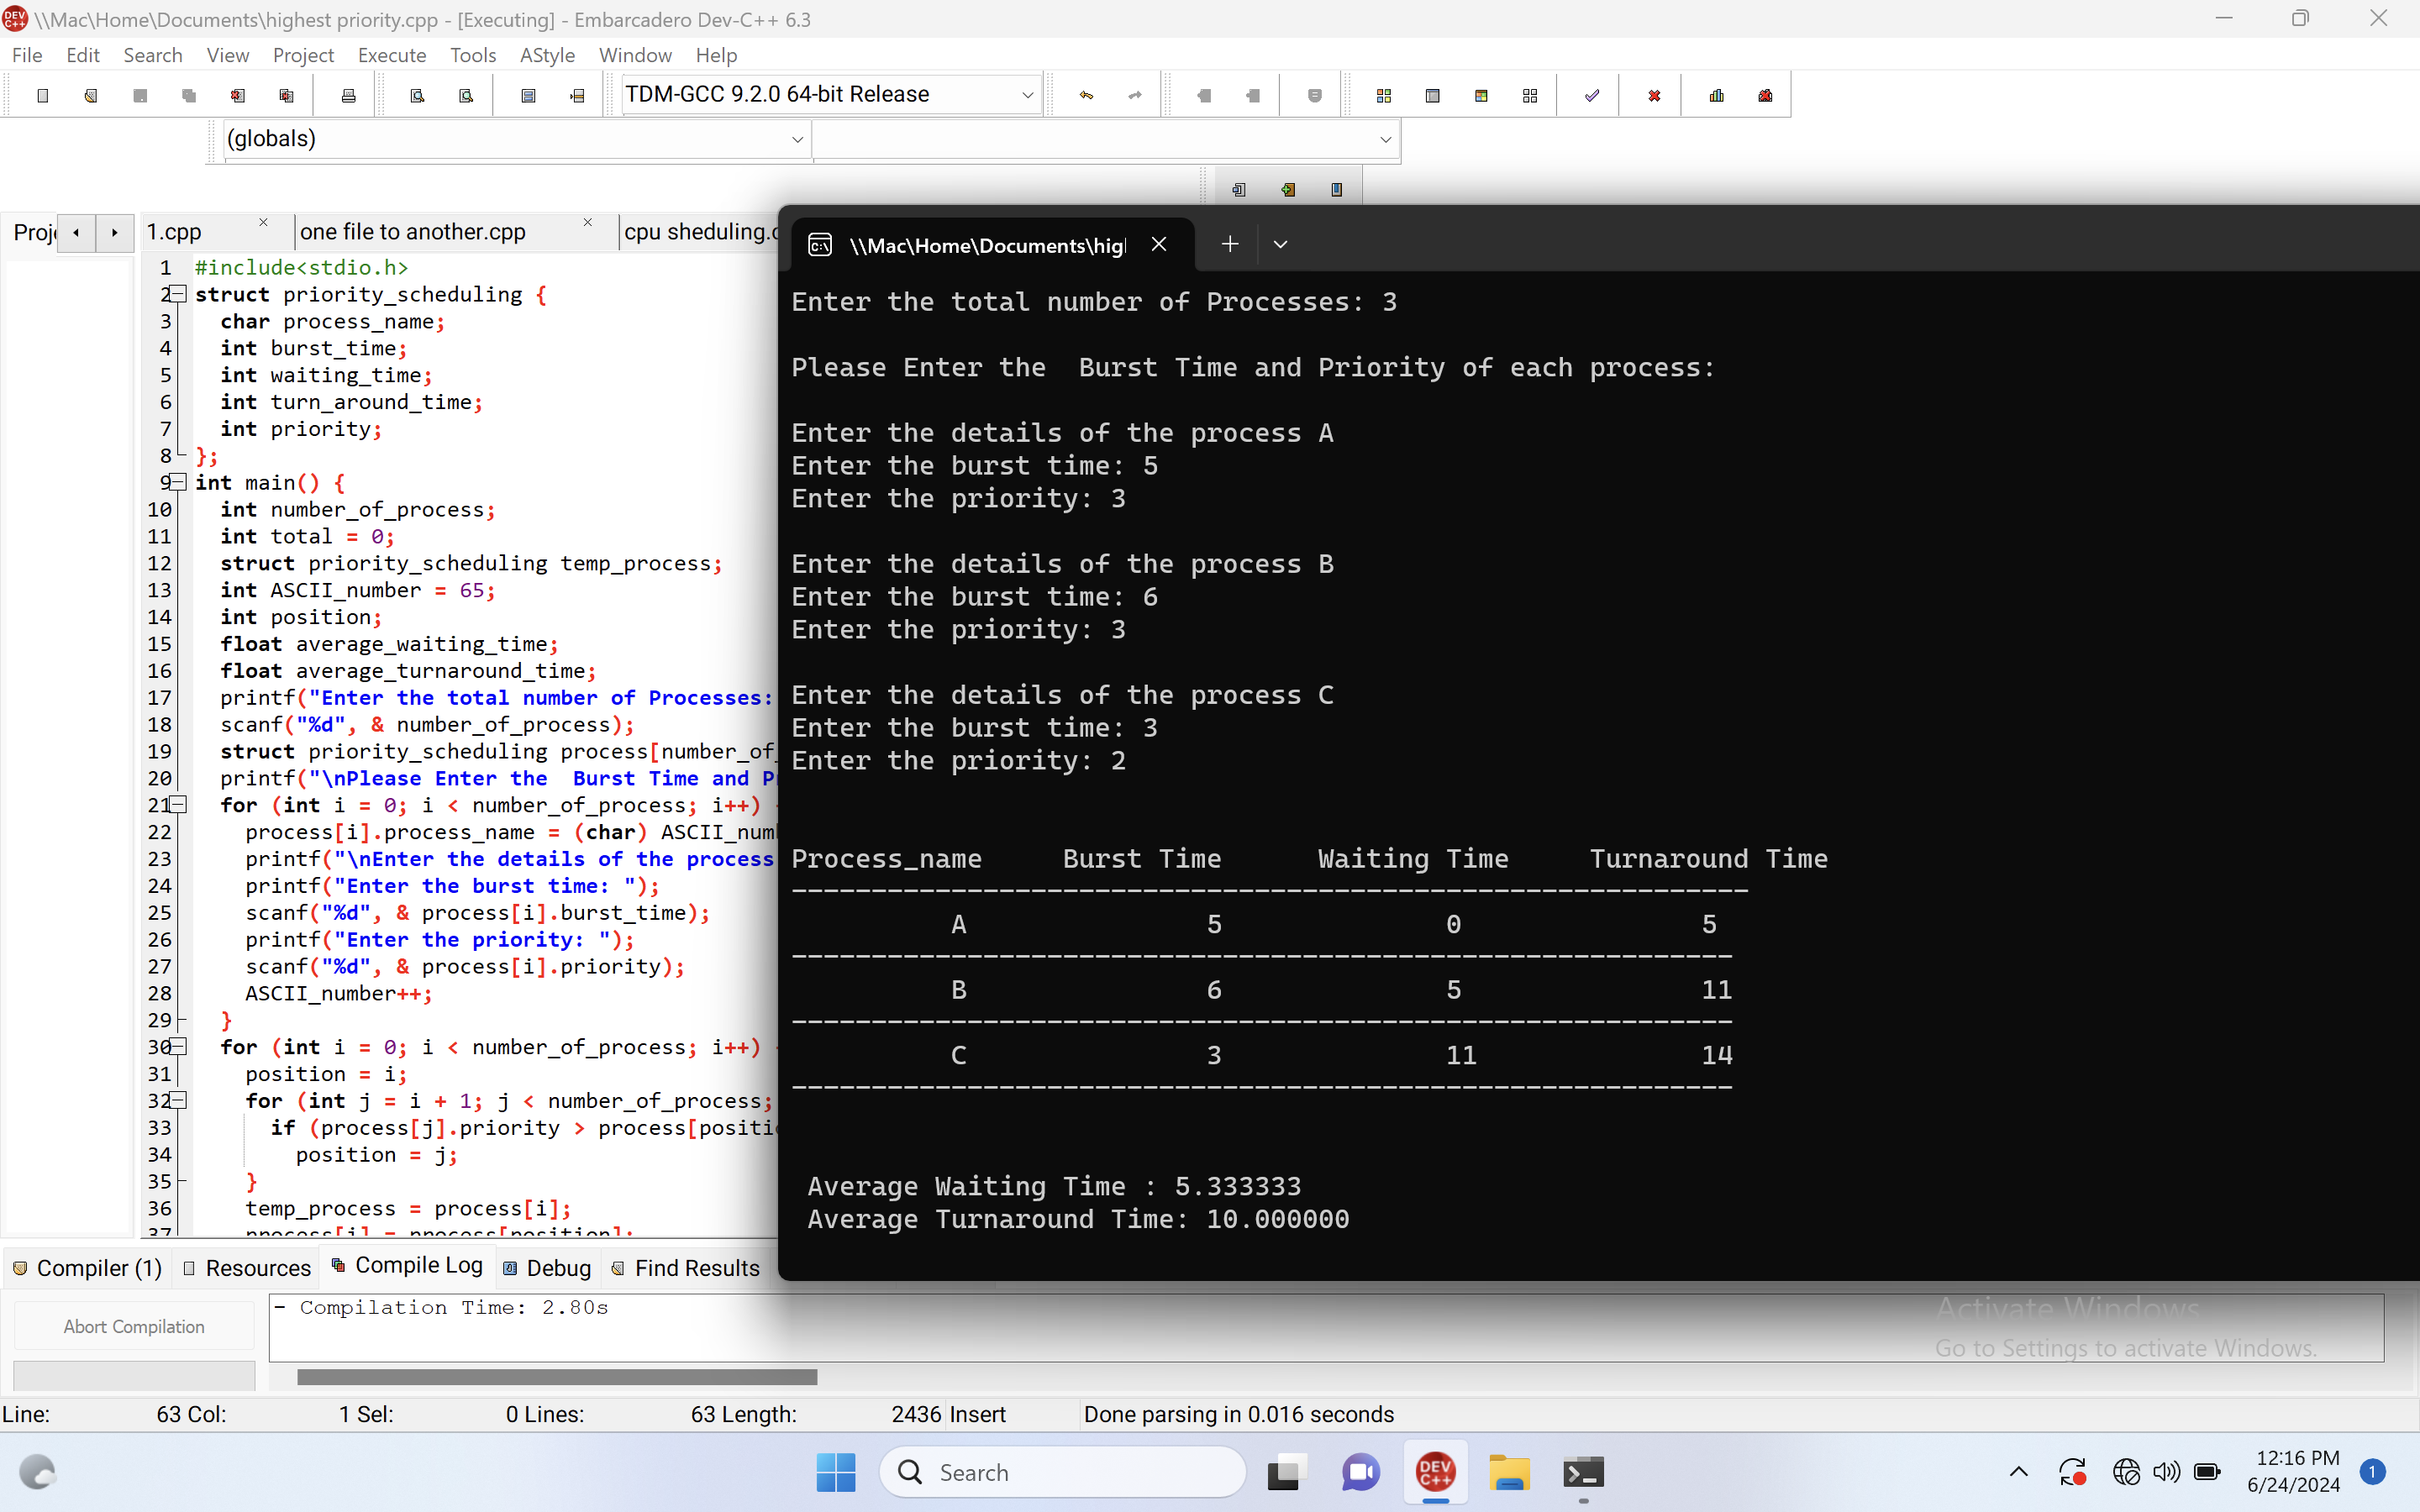 \\Mac\Home\Documents\highest priority.cpp - [Executing] - Embarcadero Dev-C++ 6.3
File Edit Search View Project Execute Tools AStyle Window Help
TDM-GCC 9.2.0 64-bit Release
(globals)
Proj 1.cpp one file to another.cpp cpu sheduling.c
1 #include<stdio.h>
2 struct priority_scheduling {
3 char process_name;
4 int burst_time;
5 int waiting_time;
6 int turn_around_time;
7 int priority;
8 };
9 int main() {
10 int number_of_process;
11 int total = 0;
12 struct priority_scheduling temp_process;
13 int ASCII_number = 65;
14 int position;
15 float average_waiting_time;
16 float average_turnaround_time;
17 printf("Enter the total number of Processes:
18 scanf("%d", & number_of_process);
19 struct priority_scheduling process[number_of_
20 printf("\nPlease Enter the  Burst Time and P
21 for (int i = 0; i < number_of_process; i++)
22 process[i].process_name = (char) ASCII_num
23 printf("\nEnter the details of the process
24 printf("Enter the burst time: ");
25 scanf("%d", & process[i].burst_time);
26 printf("Enter the priority: ");
27 scanf("%d", & process[i].priority);
28 ASCII_number++;
29 }
30 for (int i = 0; i < number_of_process; i++)
31 position = i;
32 for (int j = i + 1; j < number_of_process;
33 if (process[j].priority > process[positi
34 position = j;
35 }
36 temp_process = process[i];
37 process[i] = process[position];
\\Mac\Home\Documents\hig
Enter the total number of Processes: 3
Please Enter the  Burst Time and Priority of each process:
Enter the details of the process A
Enter the burst time: 5
Enter the priority: 3
Enter the details of the process B
Enter the burst time: 6
Enter the priority: 3
Enter the details of the process C
Enter the burst time: 3
Enter the priority: 2
Process_name Burst Time Waiting Time Turnaround Time
------------------------------------------------------------
A 5 0 5
-----------------------------------------------------------
B 6 5 11
-----------------------------------------------------------
C 3 11 14
-----------------------------------------------------------
Average Waiting Time : 5.333333
Average Turnaround Time: 10.000000
Compiler (1) Resources Compile Log Debug Find Results
Abort Compilation
- Compilation Time: 2.80s
Activate Windows
Go to Settings to activate Windows.
Line: 63 Col: 1 Sel: 0 Lines: 63 Length: 2436 Insert Done parsing in 0.016 seconds
Search
DEV C++
12:16 PM
6/24/2024
1